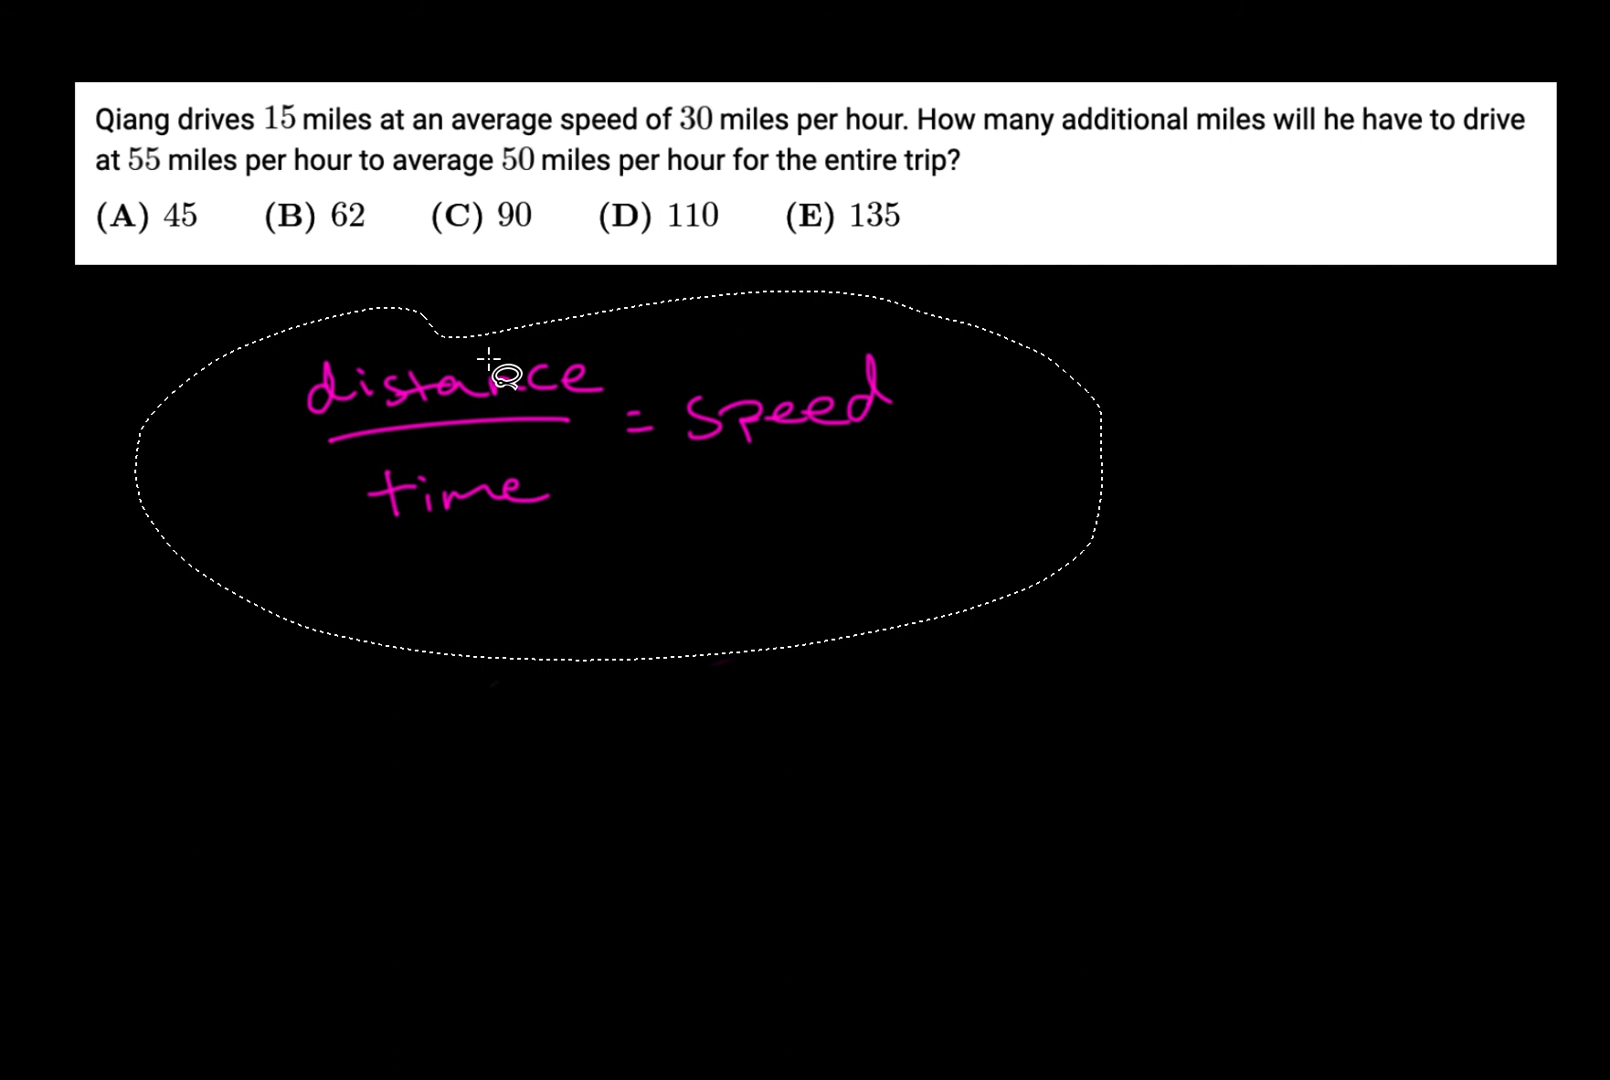 Qiang drives 15 miles at an average speed of 30 miles per hour. How many additional miles will he have to drive
at 55 miles per hour to average 50 miles per hour for the entire trip?
(A) 45 (B) 62 (C) 90 (D) 110 (E) 135
distance
= speed
time